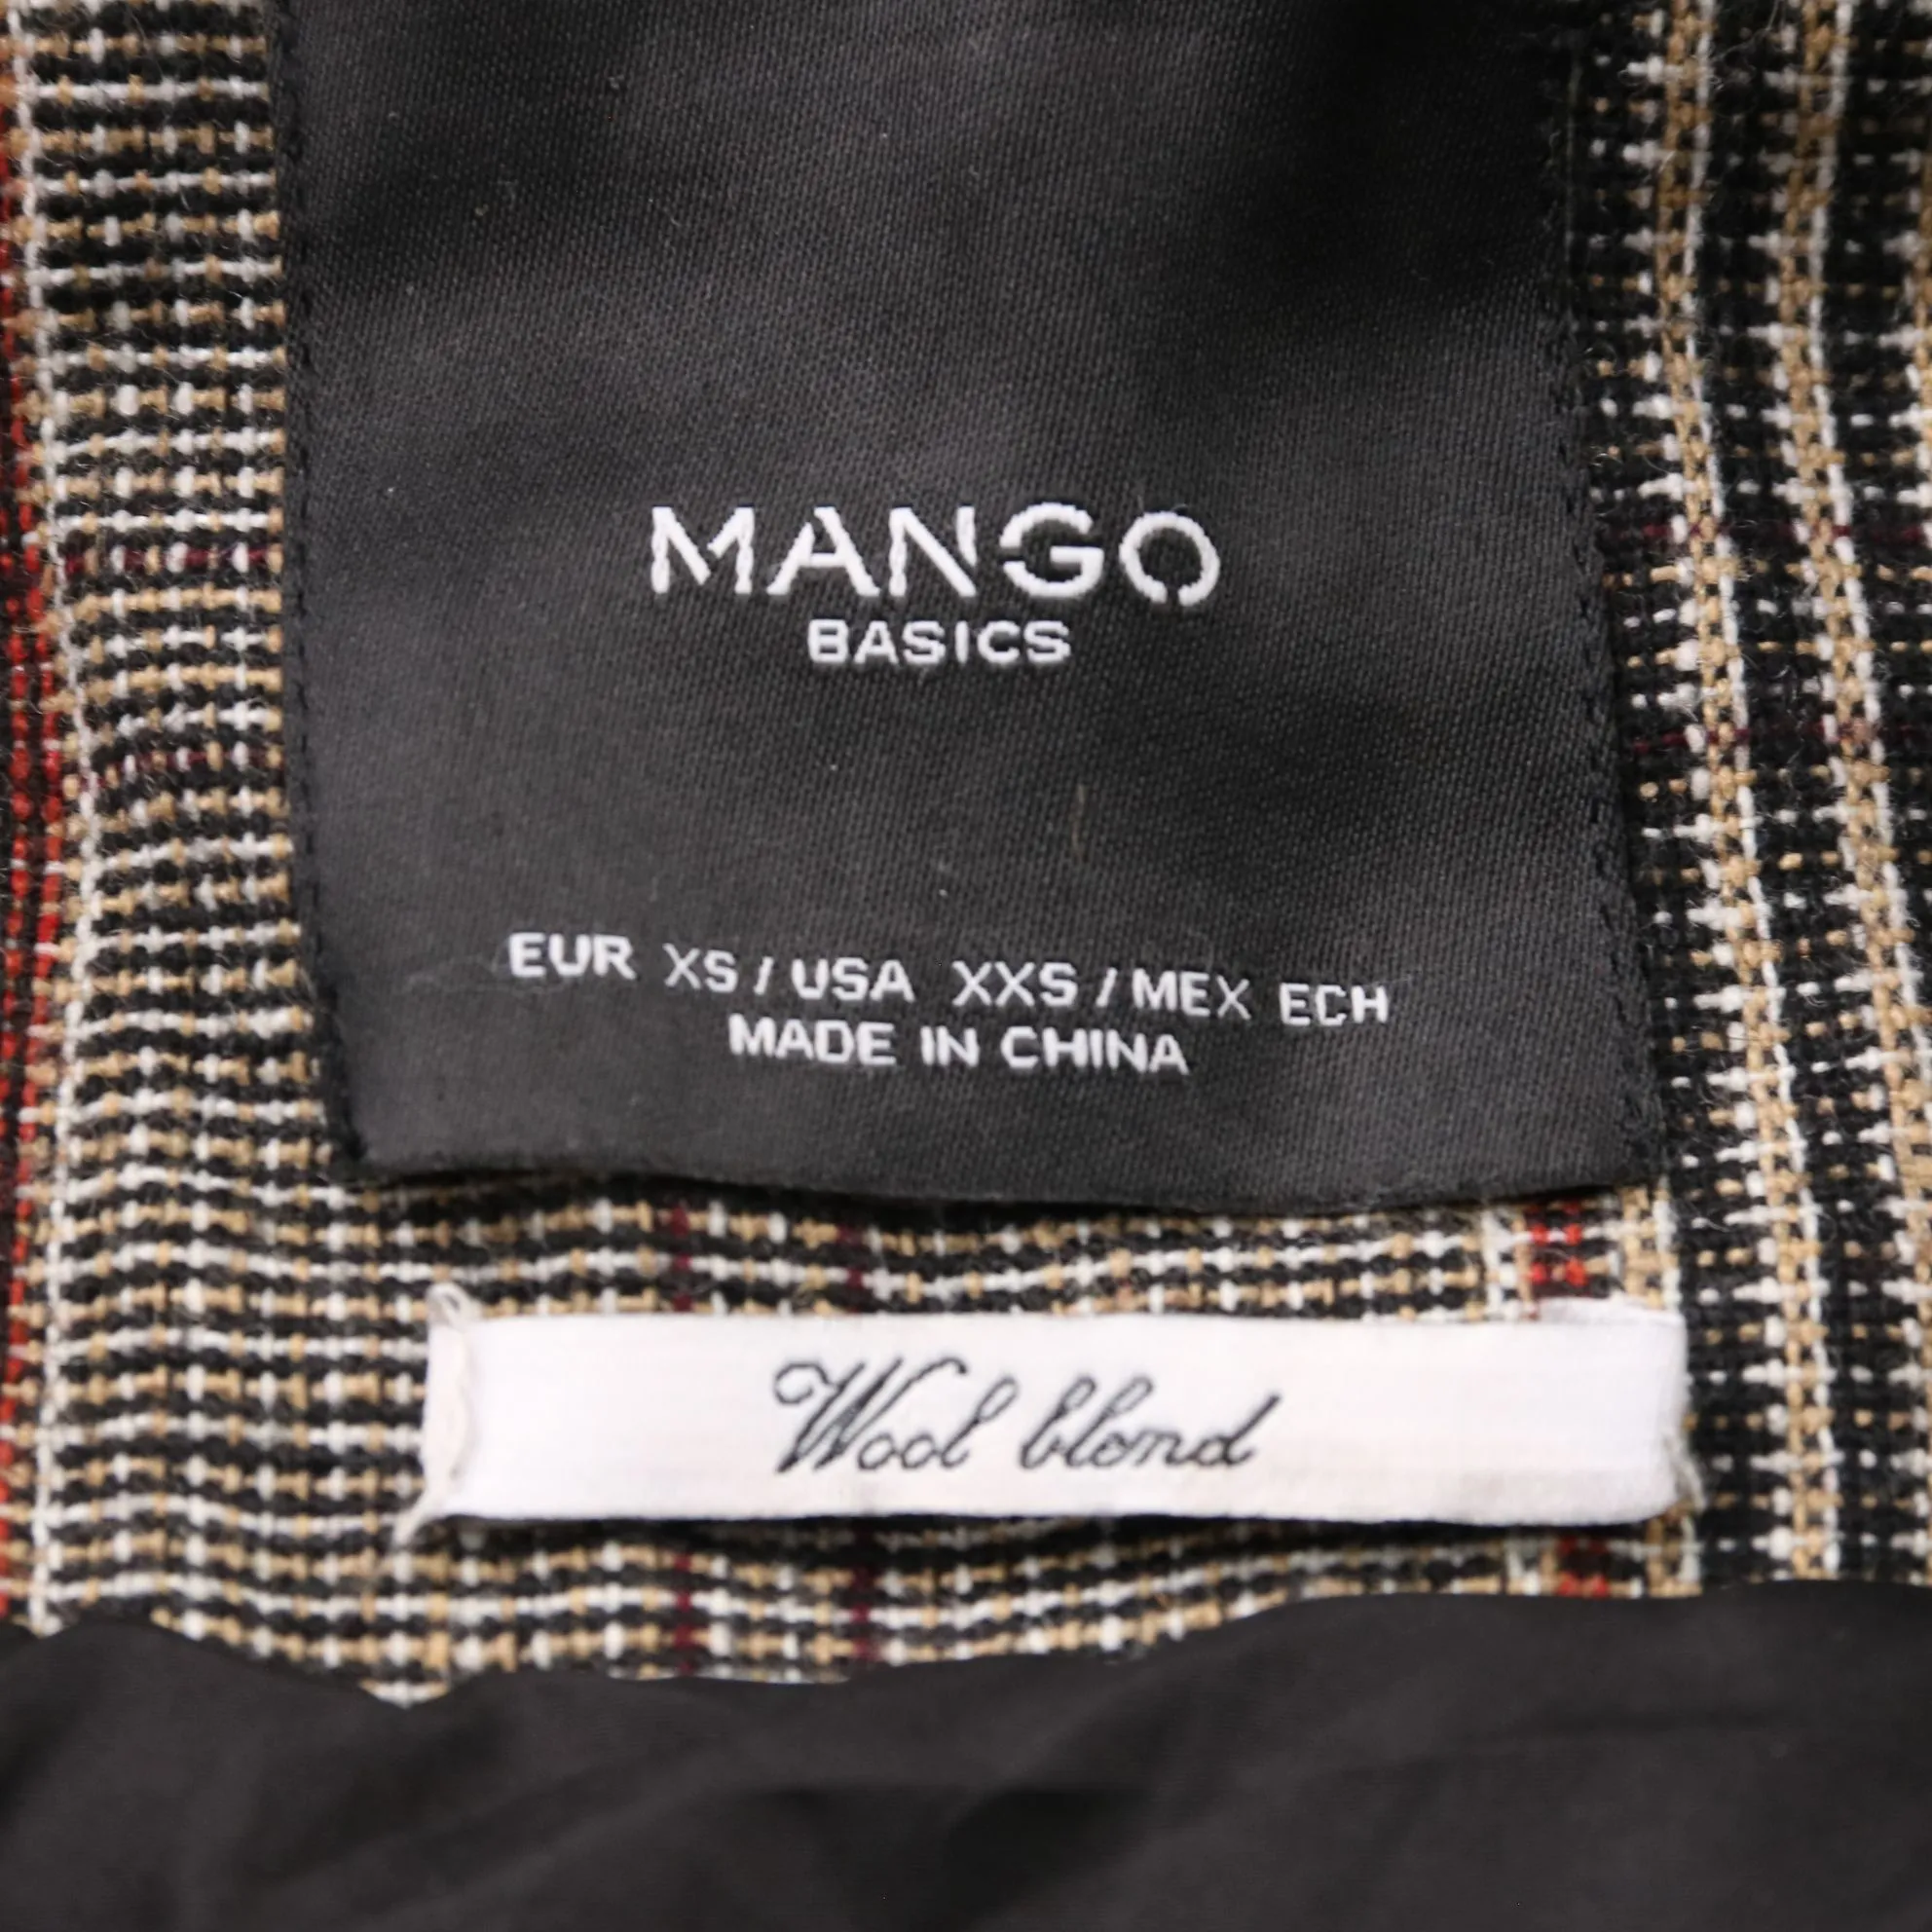 MANGO
BASICS
EUR XS / USA XXS / MEX ECH
MADE IN CHINA
Wool blend